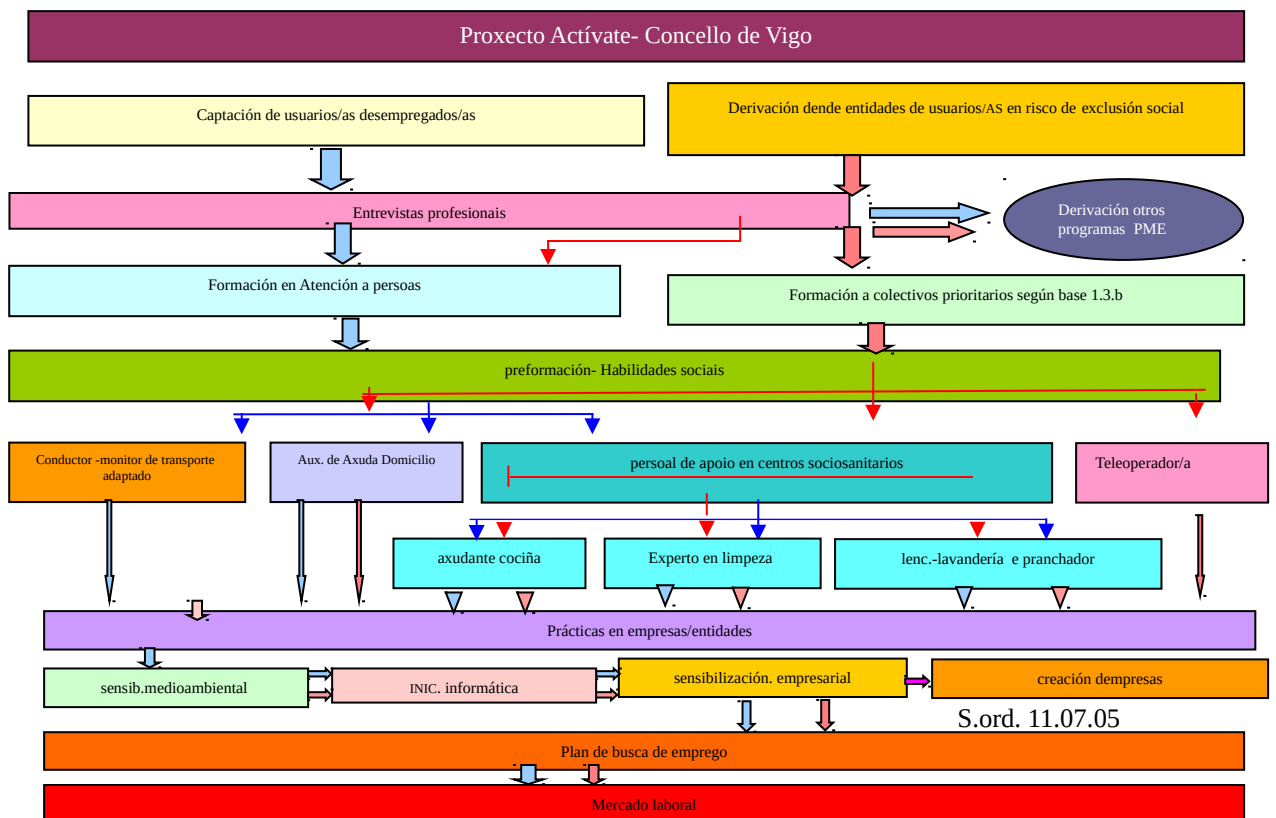 Proxecto Actívate- Concello de Vigo
Captación de usuarios/as desempregados/as
Derivación dende entidades de usuarios/AS en risco de exclusión social
Entrevistas profesionais
Derivación otros
programas PME
Formación en Atención a persoas
Formación a colectivos prioritarios según base 1.3.b
preformación- Habilidades sociais
Conductor -monitor de transporte
adaptado
Aux. de Axuda Domicilio
persoal de apoio en centros sociosanitarios
Teleoperador/a
axudante cociña
Experto en limpeza
lenc.-lavandería e pranchador
Prácticas en empresas/entidades
sensib.medioambiental
INIC. informática
sensibilización. empresarial
creación dempresas
S.ord. 11.07.05
Plan de busca de emprego
Mercado laboral